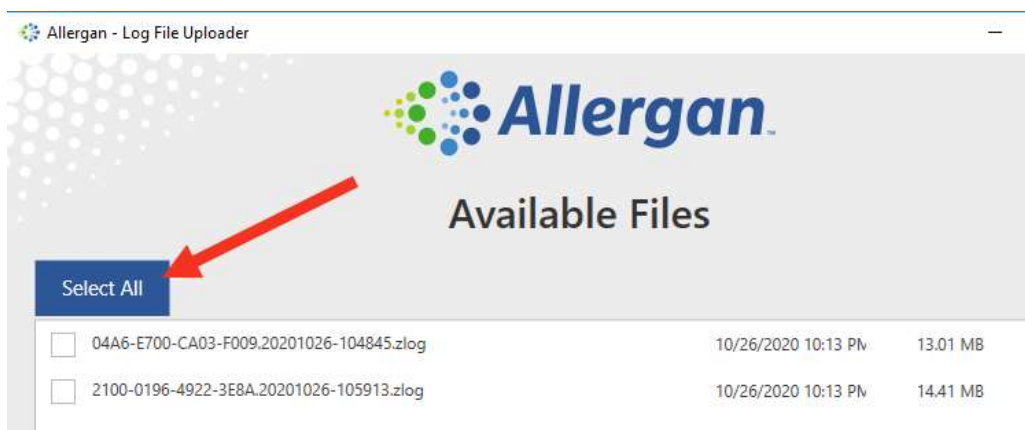 Allergan - Log File Uploader
Allergan™
Available Files
Select All
04A6-E700-CA03-F009.20201026-104845.zlog 10/26/2020 10:13 PM 13.01 MB
2100-0196-4922-3E8A.20201026-105913.zlog 10/26/2020 10:13 PM 14.41 MB